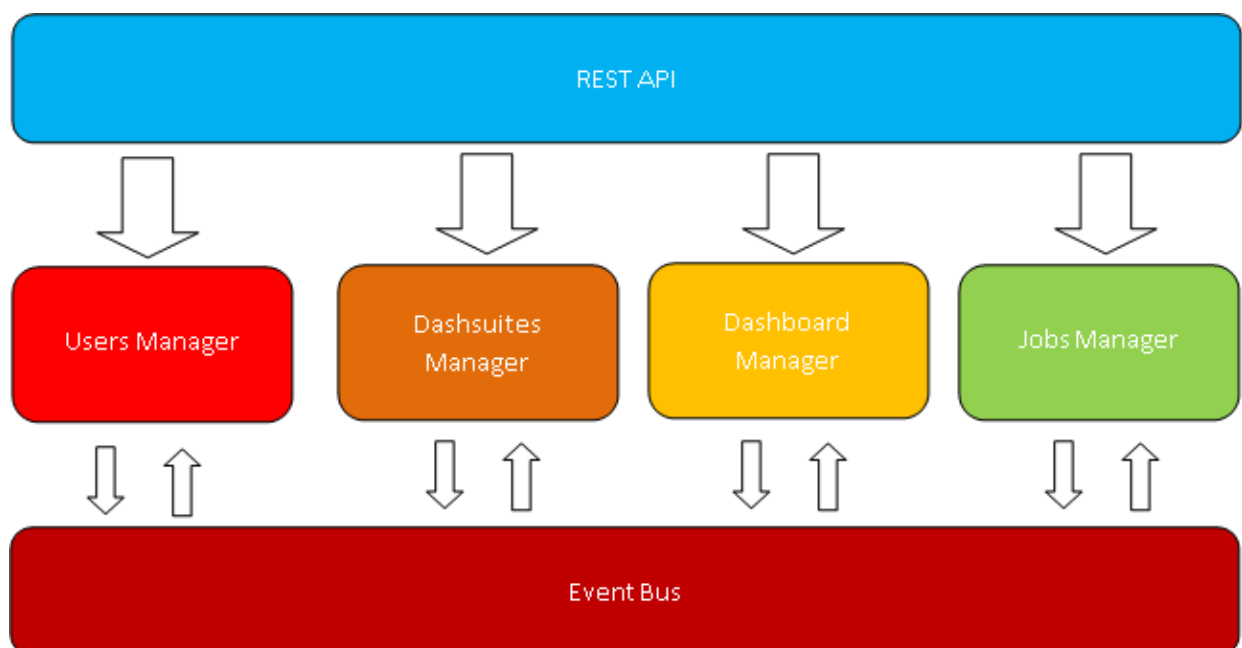 REST API
Users Manager
Dashsuites
Manager
Dashboard
Manager
Jobs Manager
Event Bus